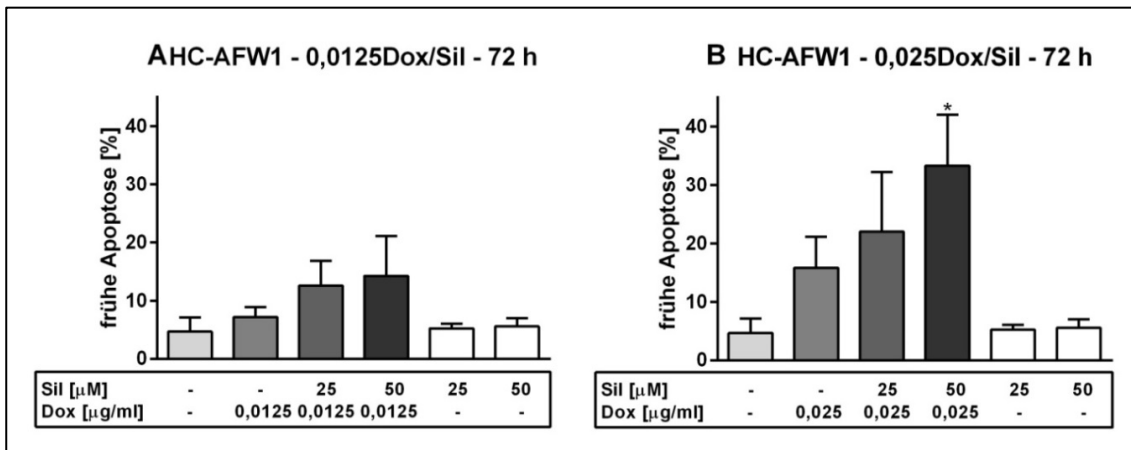 A HC-AFW1 - 0,0125Dox/Sil - 72 h
frühe Apoptose [%]
40
30
20
10
0
Sil [µM] - - 25 50 25 50
Dox [µg/ml] - 0,0125 0,0125 0,0125 - -
B HC-AFW1 - 0,025Dox/Sil - 72 h
frühe Apoptose [%]
40
30
20
10
0
*
Sil [µM] - - 25 50 25 50
Dox [µg/ml] - 0,025 0,025 0,025 - -